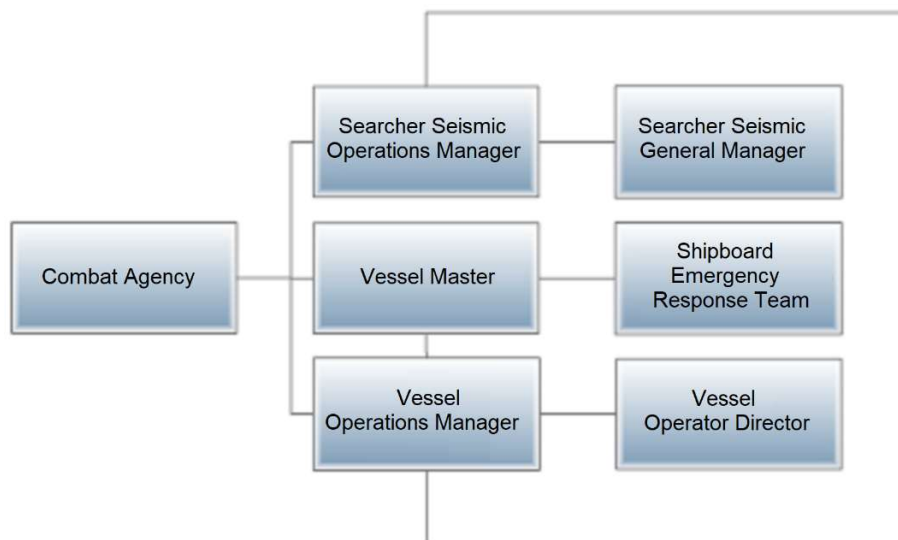 Searcher Seismic
Operations Manager
Searcher Seismic
General Manager
Combat Agency
Vessel Master
Shipboard
Emergency
Response Team
Vessel
Operations Manager
Vessel
Operator Director